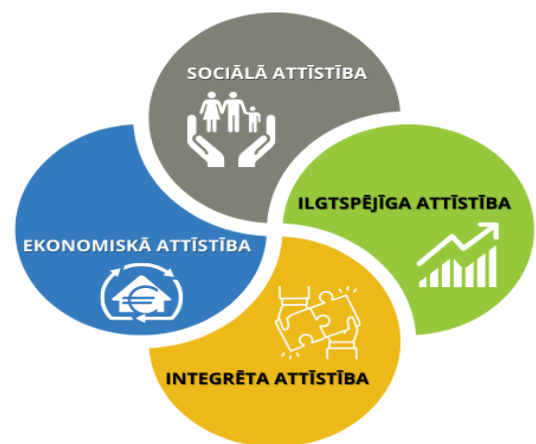 SOCIĀLĀ ATTĪSTĪBA
ILGTSPĒJĪGA ATTĪSTĪBA
EKONOMISKĀ ATTĪSTĪBA
INTEGRĒTA ATTĪSTĪBA